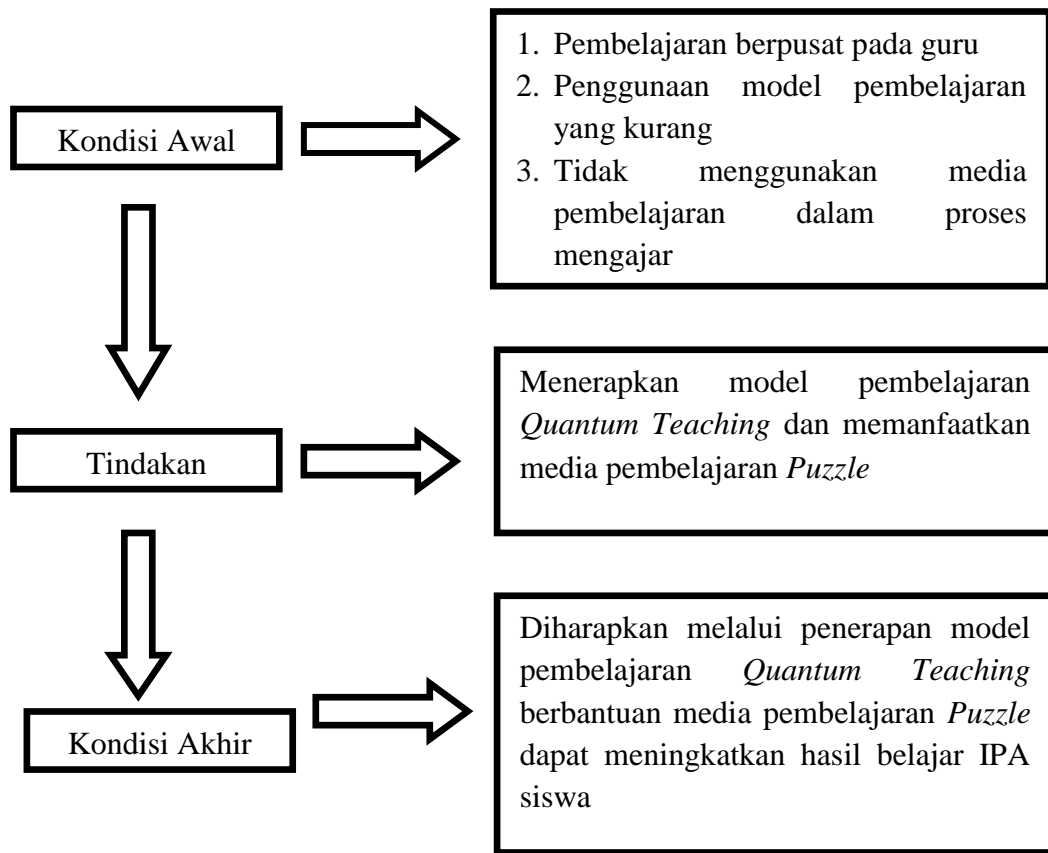 Kondisi Awal
1. Pembelajaran berpusat pada guru
2. Penggunaan model pembelajaran
yang kurang
3. Tidak menggunakan media
pembelajaran dalam proses
mengajar
Tindakan
Menerapkan model pembelajaran
Quantum Teaching dan memanfaatkan
media pembelajaran Puzzle
Kondisi Akhir
Diharapkan melalui penerapan model
pembelajaran Quantum Teaching
berbantuan media pembelajaran Puzzle
dapat meningkatkan hasil belajar IPA
siswa